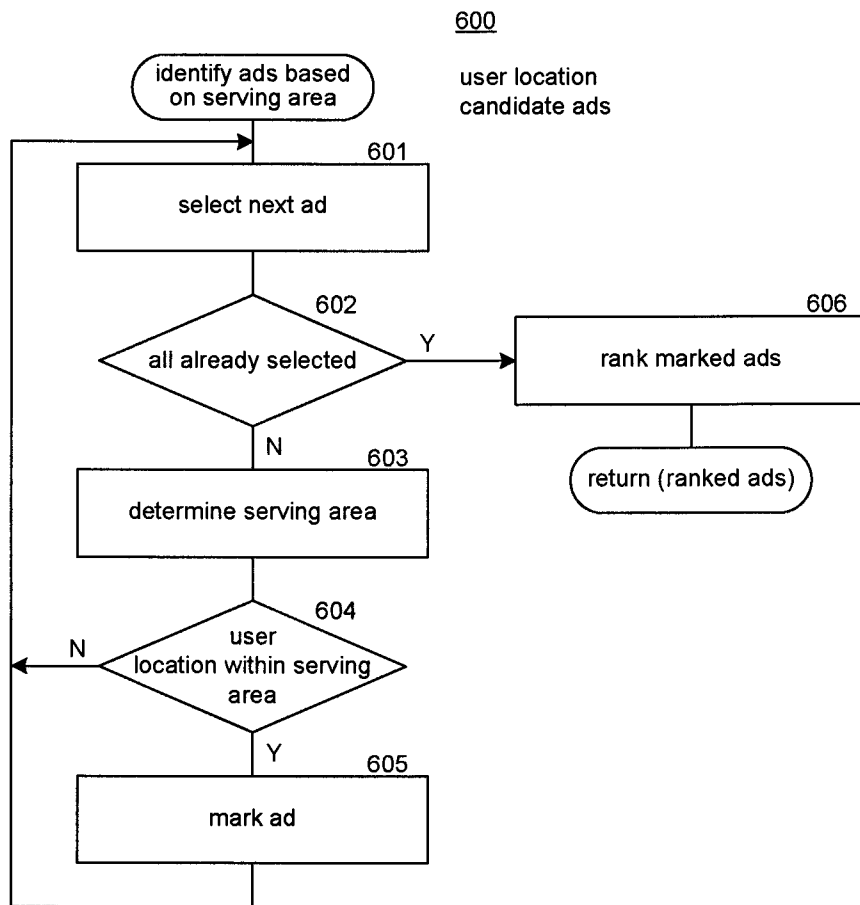 600
identify ads based
on serving area
user location
candidate ads
601
select next ad
602
all already selected
Y
606
rank marked ads
N
603
determine serving area
return (ranked ads)
604
user
location within serving
area
N
Y
605
mark ad